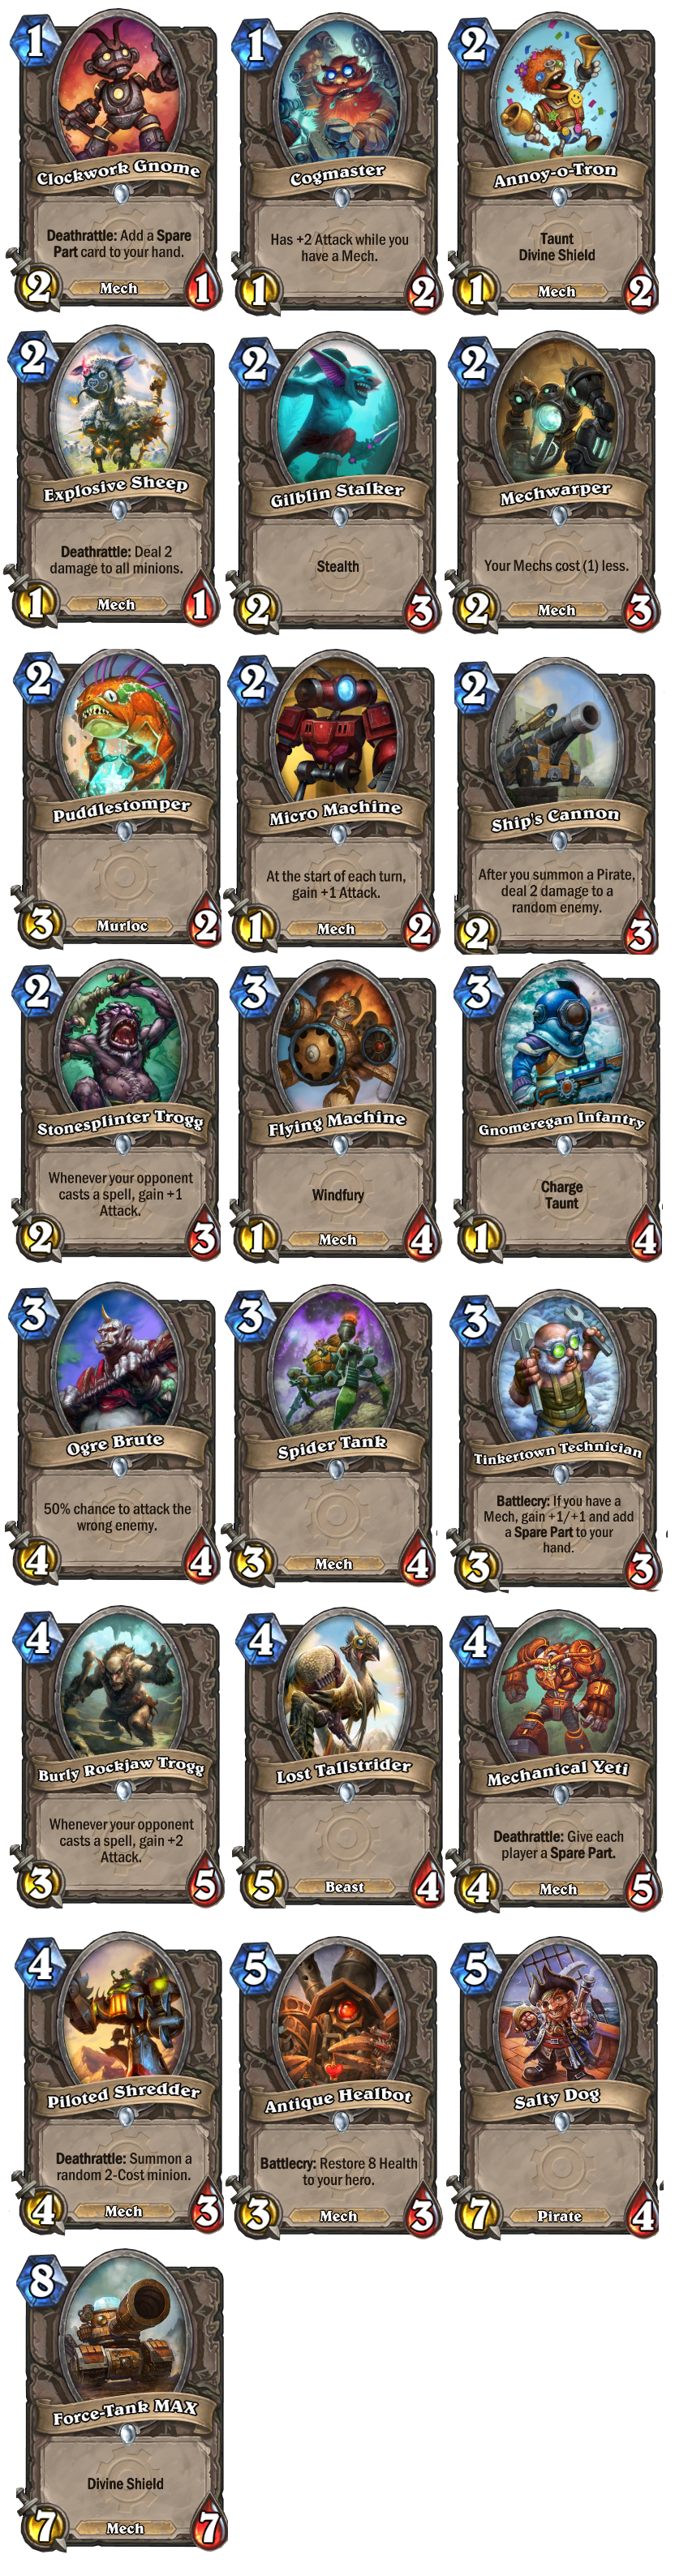 1
Clockwork Gnome
Deathrattle: Add a Spare
Part card to your hand.
2
Mech
1
1
Cogmaster
Has +2 Attack while you
have a Mech.
1
2
2
Annoy-o-Tron
Taunt
Divine Shield
1
Mech
2
2
Explosive Sheep
Deathrattle: Deal 2
damage to all minions.
1
Mech
1
2
Gilblin Stalker
Stealth
2
3
2
Mechwarper
Your Mechs cost (1) less.
2
Mech
3
2
Puddlestomper
3
Murloc
2
2
Micro Machine
At the start of each turn,
gain +1 Attack.
1
Mech
2
2
Ship's Cannon
After you summon a Pirate,
deal 2 damage to a
random enemy.
2
3
2
Stonesplinter Trogg
Whenever your opponent
casts a spell, gain +1
Attack.
2
3
3
Flying Machine
Windfury
1
Mech
4
3
Gnomeregan Infantry
Charge
Taunt
1
4
3
Ogre Brute
50% chance to attack the
wrong enemy.
4
4
3
Spider Tank
3
Mech
4
3
Tinkertown Technician
Battlecry: If you have a
Mech, gain +1/+1 and add
a Spare Part to your
hand.
3
3
4
Burly Rockjaw Trogg
Whenever your opponent
casts a spell, gain +2
Attack.
3
5
4
Lost Tallstrider
5
Beast
4
4
Mechanical Yeti
Deathrattle: Give each
player a Spare Part.
4
Mech
5
4
Piloted Shredder
Deathrattle: Summon a
random 2-Cost minion.
4
Mech
3
5
Antique Healbot
Battlecry: Restore 8 Health
to your hero.
3
Mech
3
5
Salty Dog
7
Pirate
4
8
Force-Tank MAX
Divine Shield
7
Mech
7